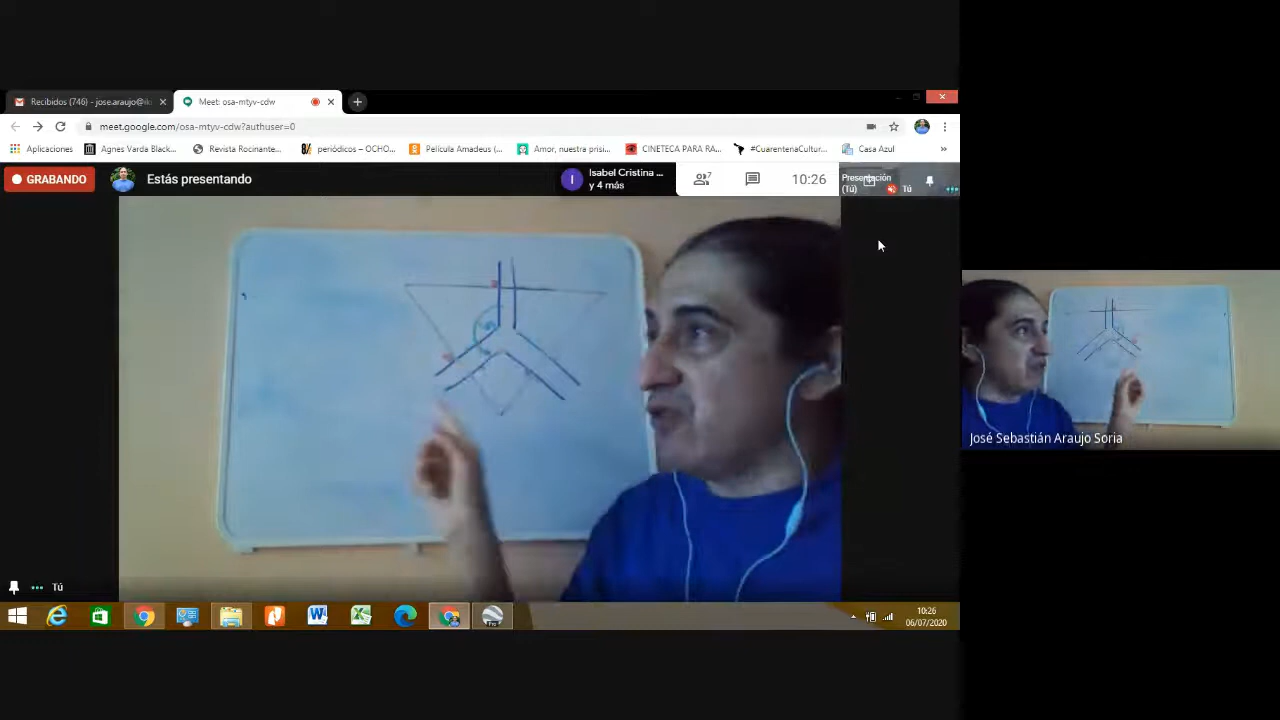 Recibidos (746) - jose.araujo@i
Meet: osa-mtyv-cdw
meet.google.com/osa-mtyv-cdw?authuser=0
Aplicaciones
Agnes Varda Black...
Revista Rocinante...
periódicos – OCHO...
Película Amadeus (...
Amor, nuestra prisi...
CINETECA PARA RA...
#CuarentenaCultur...
Casa Azul
»
GRABANDO
Estás presentando
I
Isabel Cristina ...
y 4 más
7
10:26
Presentación
(Tú)
Tú
José Sebastián Araujo Soria
Tú
10:26
06/07/2020